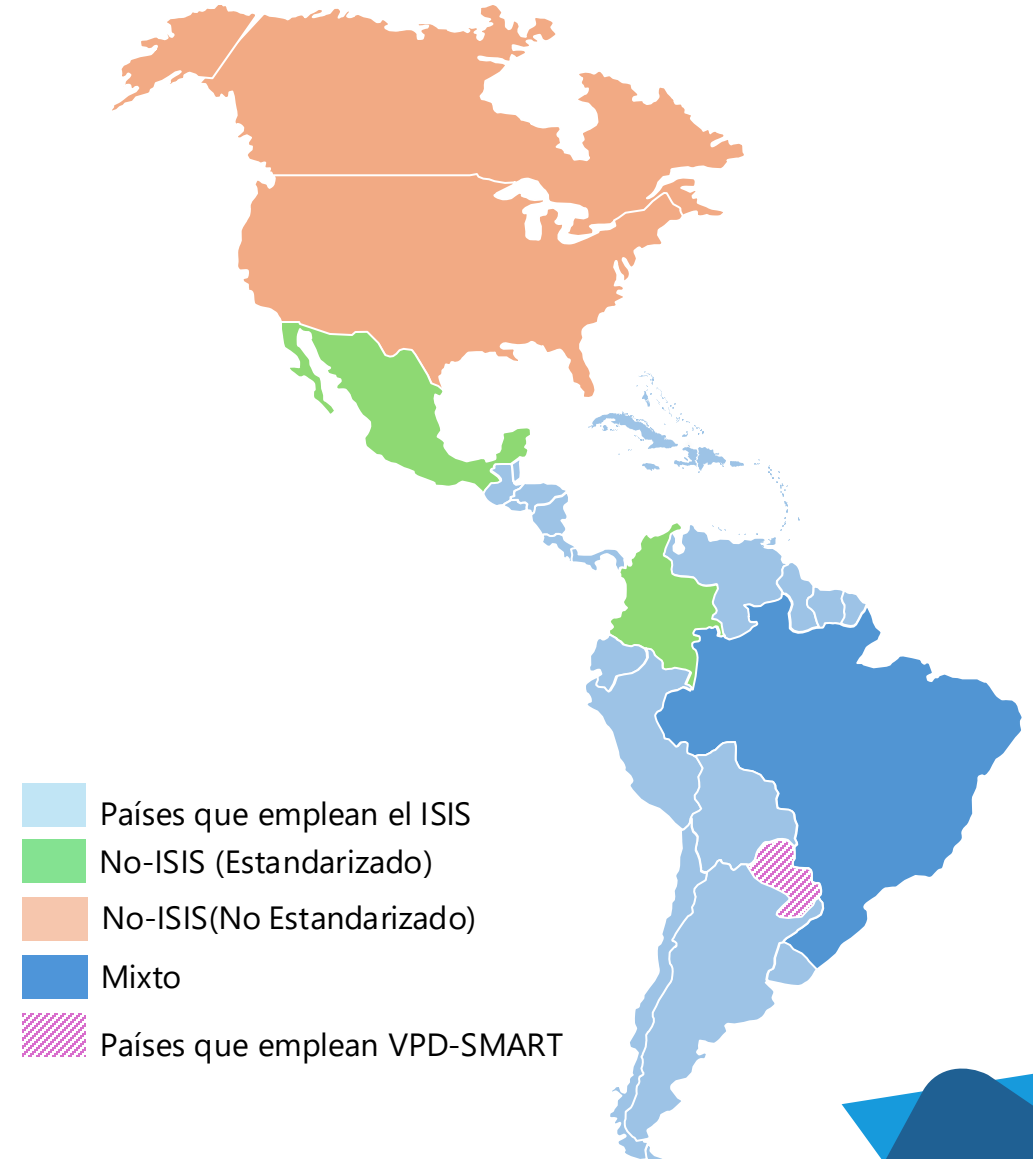 Países que emplean el ISIS
No-ISIS (Estandarizado)
No-ISIS(No Estandarizado)
Mixto
Países que emplean VPD-SMART